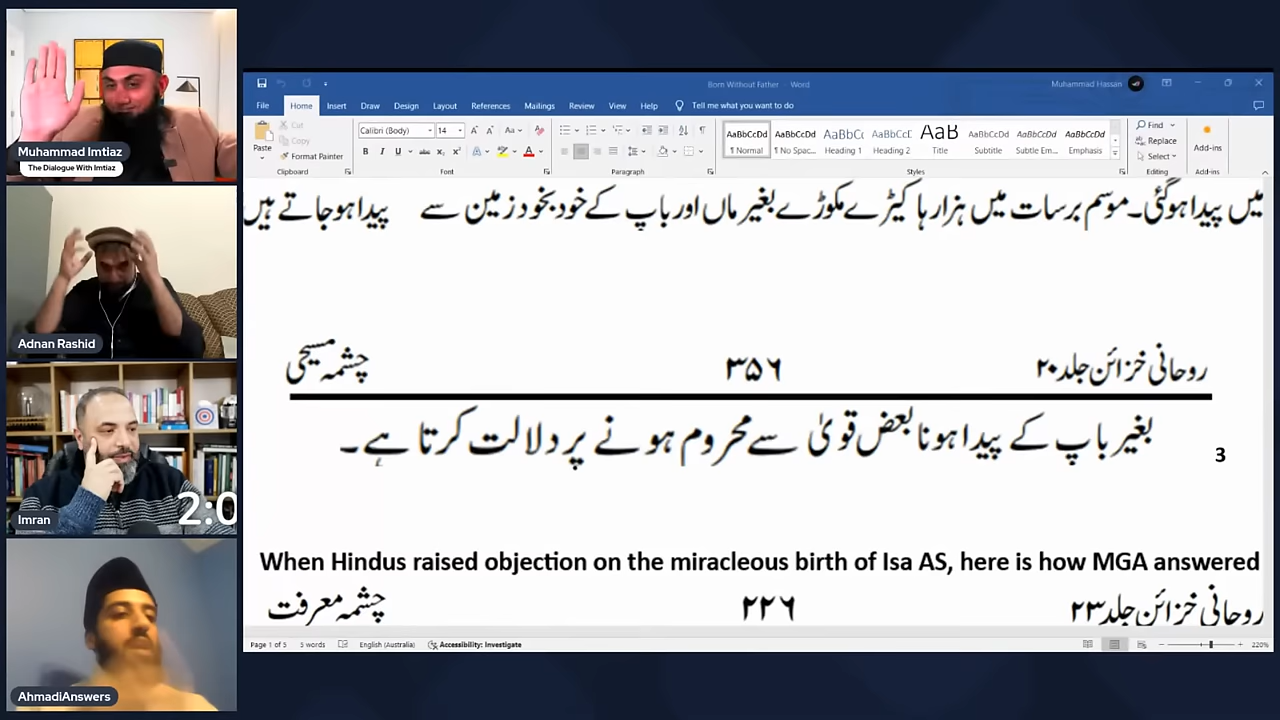 Muhammad Imtiaz
The Dialogue With Imtiaz
Adnan Rashid
Imran
2:0
AhmadiAnswers
Born Without Father - Word
Muhammad Hassan
File Home Insert Draw Design Layout References Mailings Review View Help Tell me what you want to do
Paste
Cut
Copy
Format Painter
Clipboard
Calibri (Body) 14
Font
Paragraph
AaBbCcDd AaBbCcDd AaBbCc AaBbCcD AaB AaBbCcDd AaBbCcDd AaBbCcDd
¶ Normal ¶ No Spac... Heading 1 Heading 2 Title Subtitle Subtle Em... Emphasis
Styles
Find
Replace
Select
Editing
Add-ins
Add-ins
میں پیدا ہوگئی۔ موسم برسات میں ہزار ہا کیڑے مکوڑے بغیر ماں اور باپ کے خود بخود زمین سے پیدا ہو جاتے ہیں
روحانی خزائن جلد ۲۰ ۳۵۶ چشمہ مسیحی
بغیر باپ کے پیدا ہونا بعض قویٰ سے محروم ہونے پر دلالت کرتا ہے۔
3
When Hindus raised objection on the miracleous birth of Isa AS, here is how MGA answered
روحانی خزائن جلد ۲۳ ۲۲۶ چشمہ معرفت
Page 1 of 5 5 words English (Australia) Accessibility: Investigate 220%